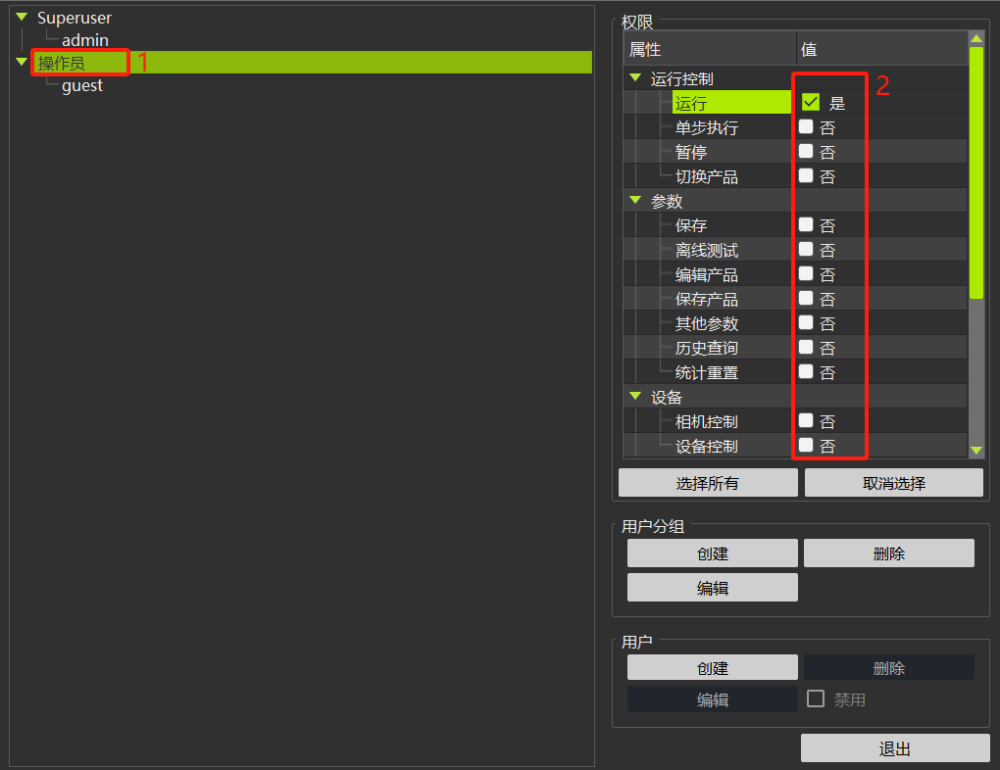 Superuser
admin
操作员 1
guest
权限
属性 值
运行控制 2
运行 是
单步执行 否
暂停 否
切换产品 否
参数
保存 否
离线测试 否
编辑产品 否
保存产品 否
其他参数 否
历史查询 否
统计重置 否
设备
相机控制 否
设备控制 否
选择所有 取消选择
用户分组
创建 删除
编辑
用户
创建 删除
编辑 禁用
退出